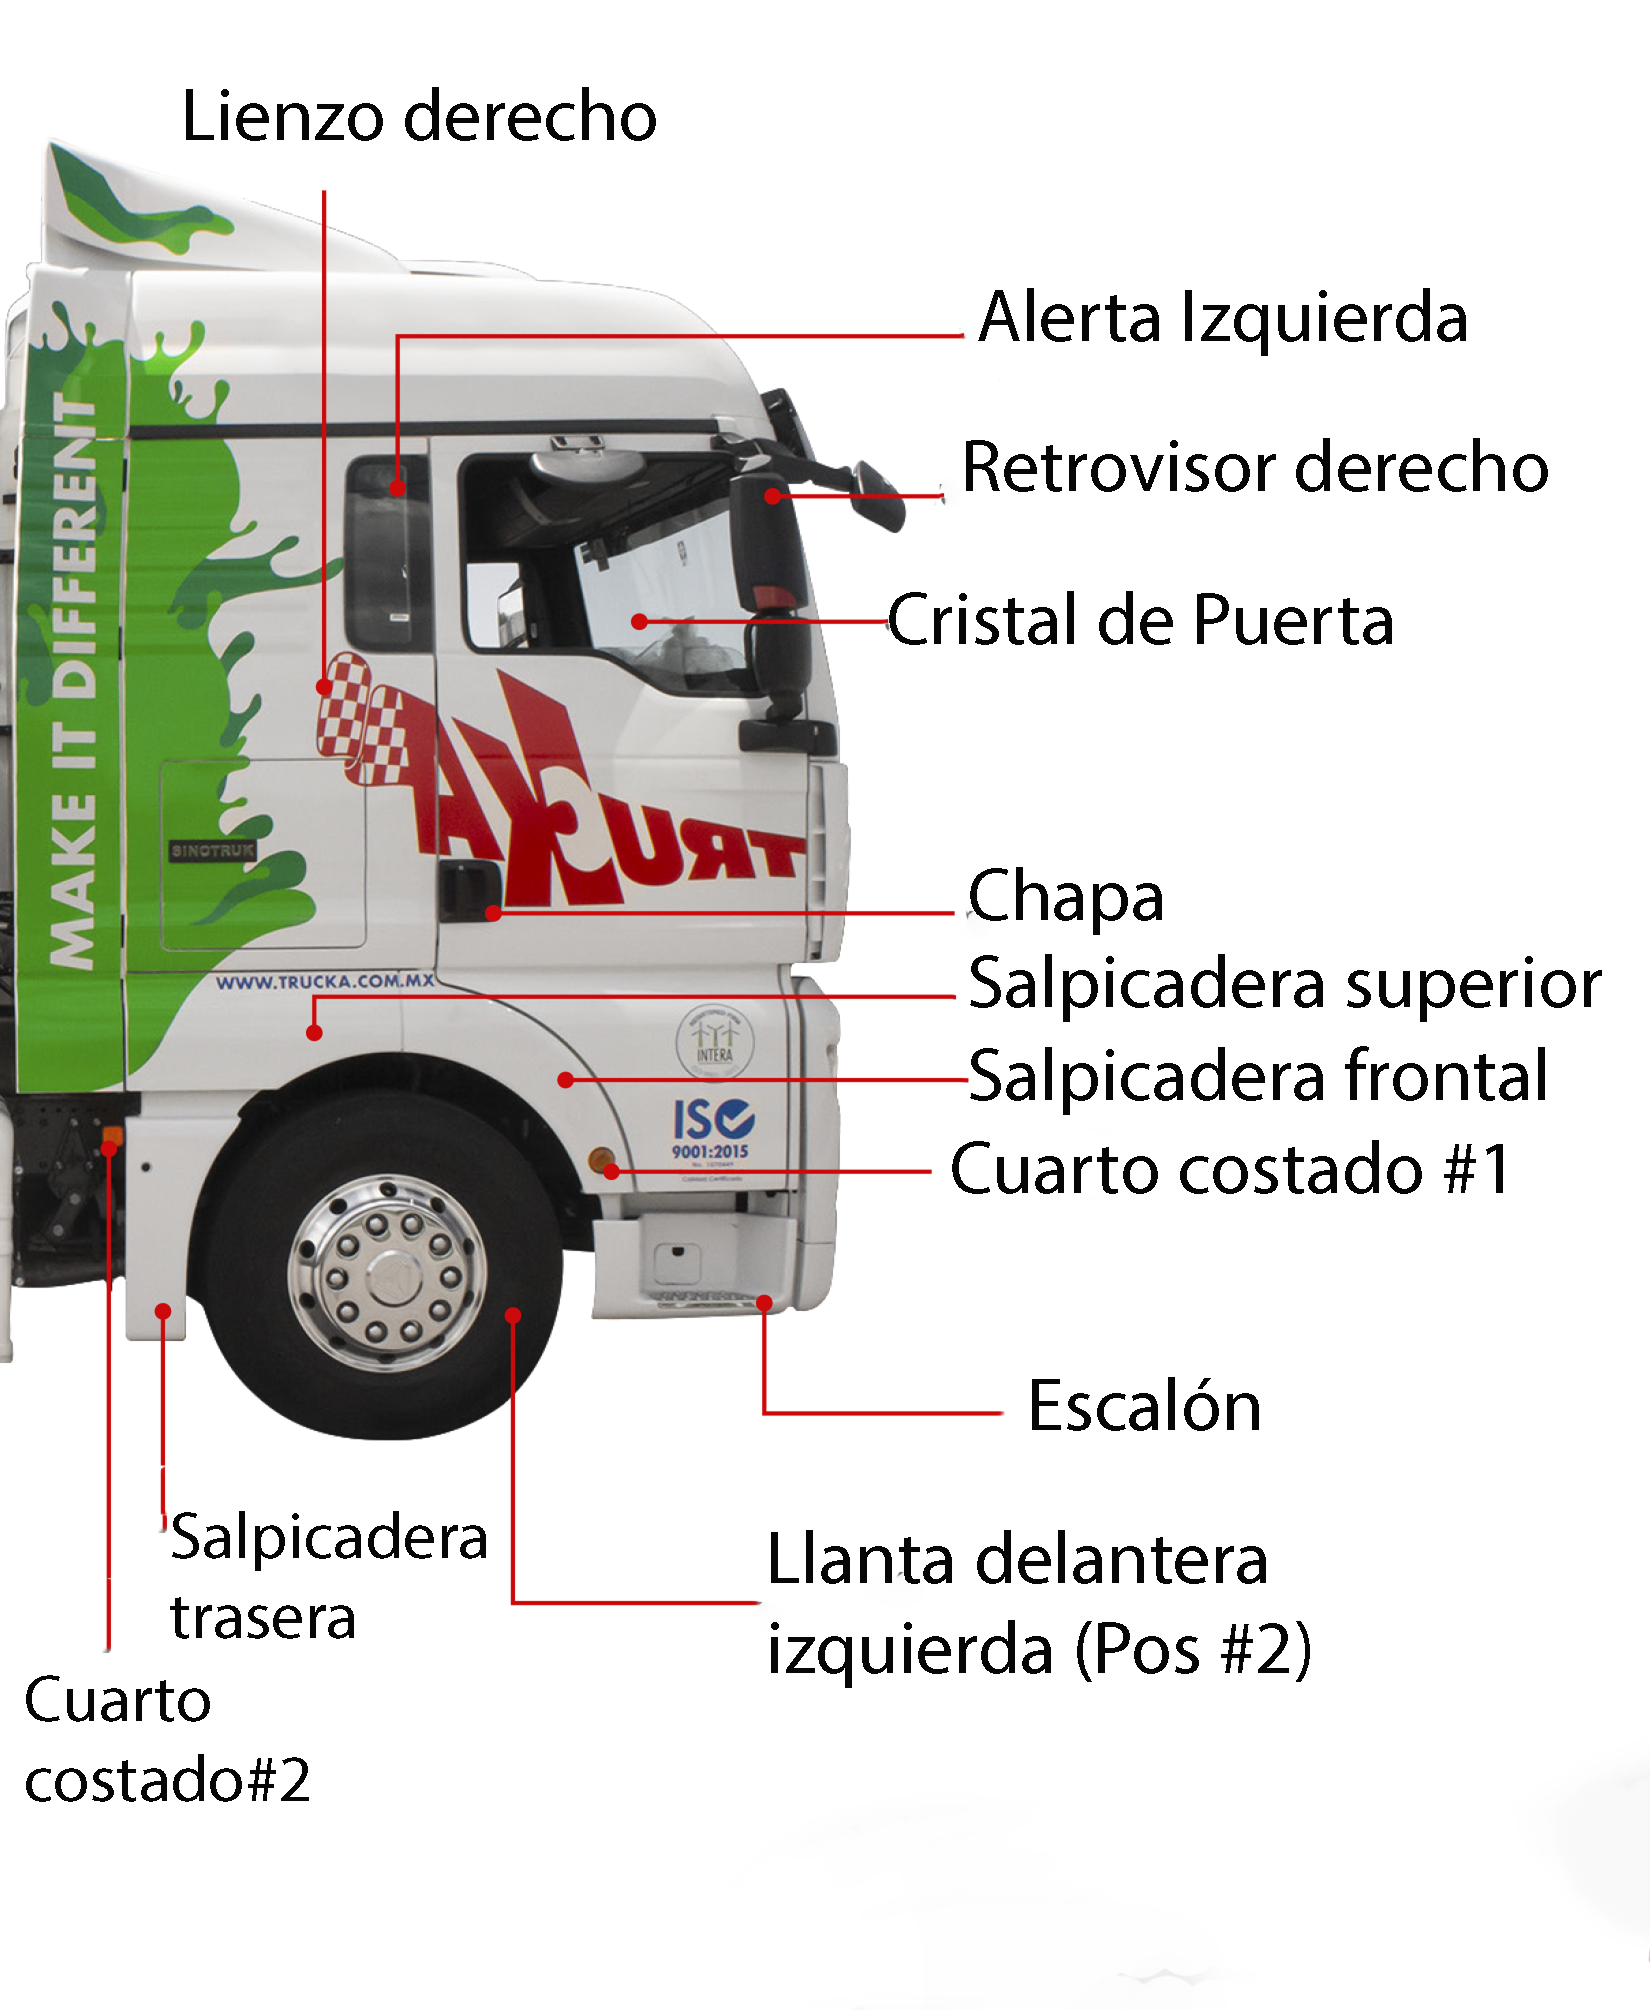 Lienzo derecho
Alerta Izquierda
Retrovisor derecho
Cristal de Puerta
Chapa
Salpicadera superior
Salpicadera frontal
Cuarto costado #1
Escalón
Salpicadera
trasera
Llanta delantera
izquierda (Pos #2)
Cuarto
costado#2
MAKE IT DIFFERENT
TRUCKA
SINOTRUK
WWW.TRUCKA.COM.MX
INTERA
ISO
9001:2015
Calidad Certificada